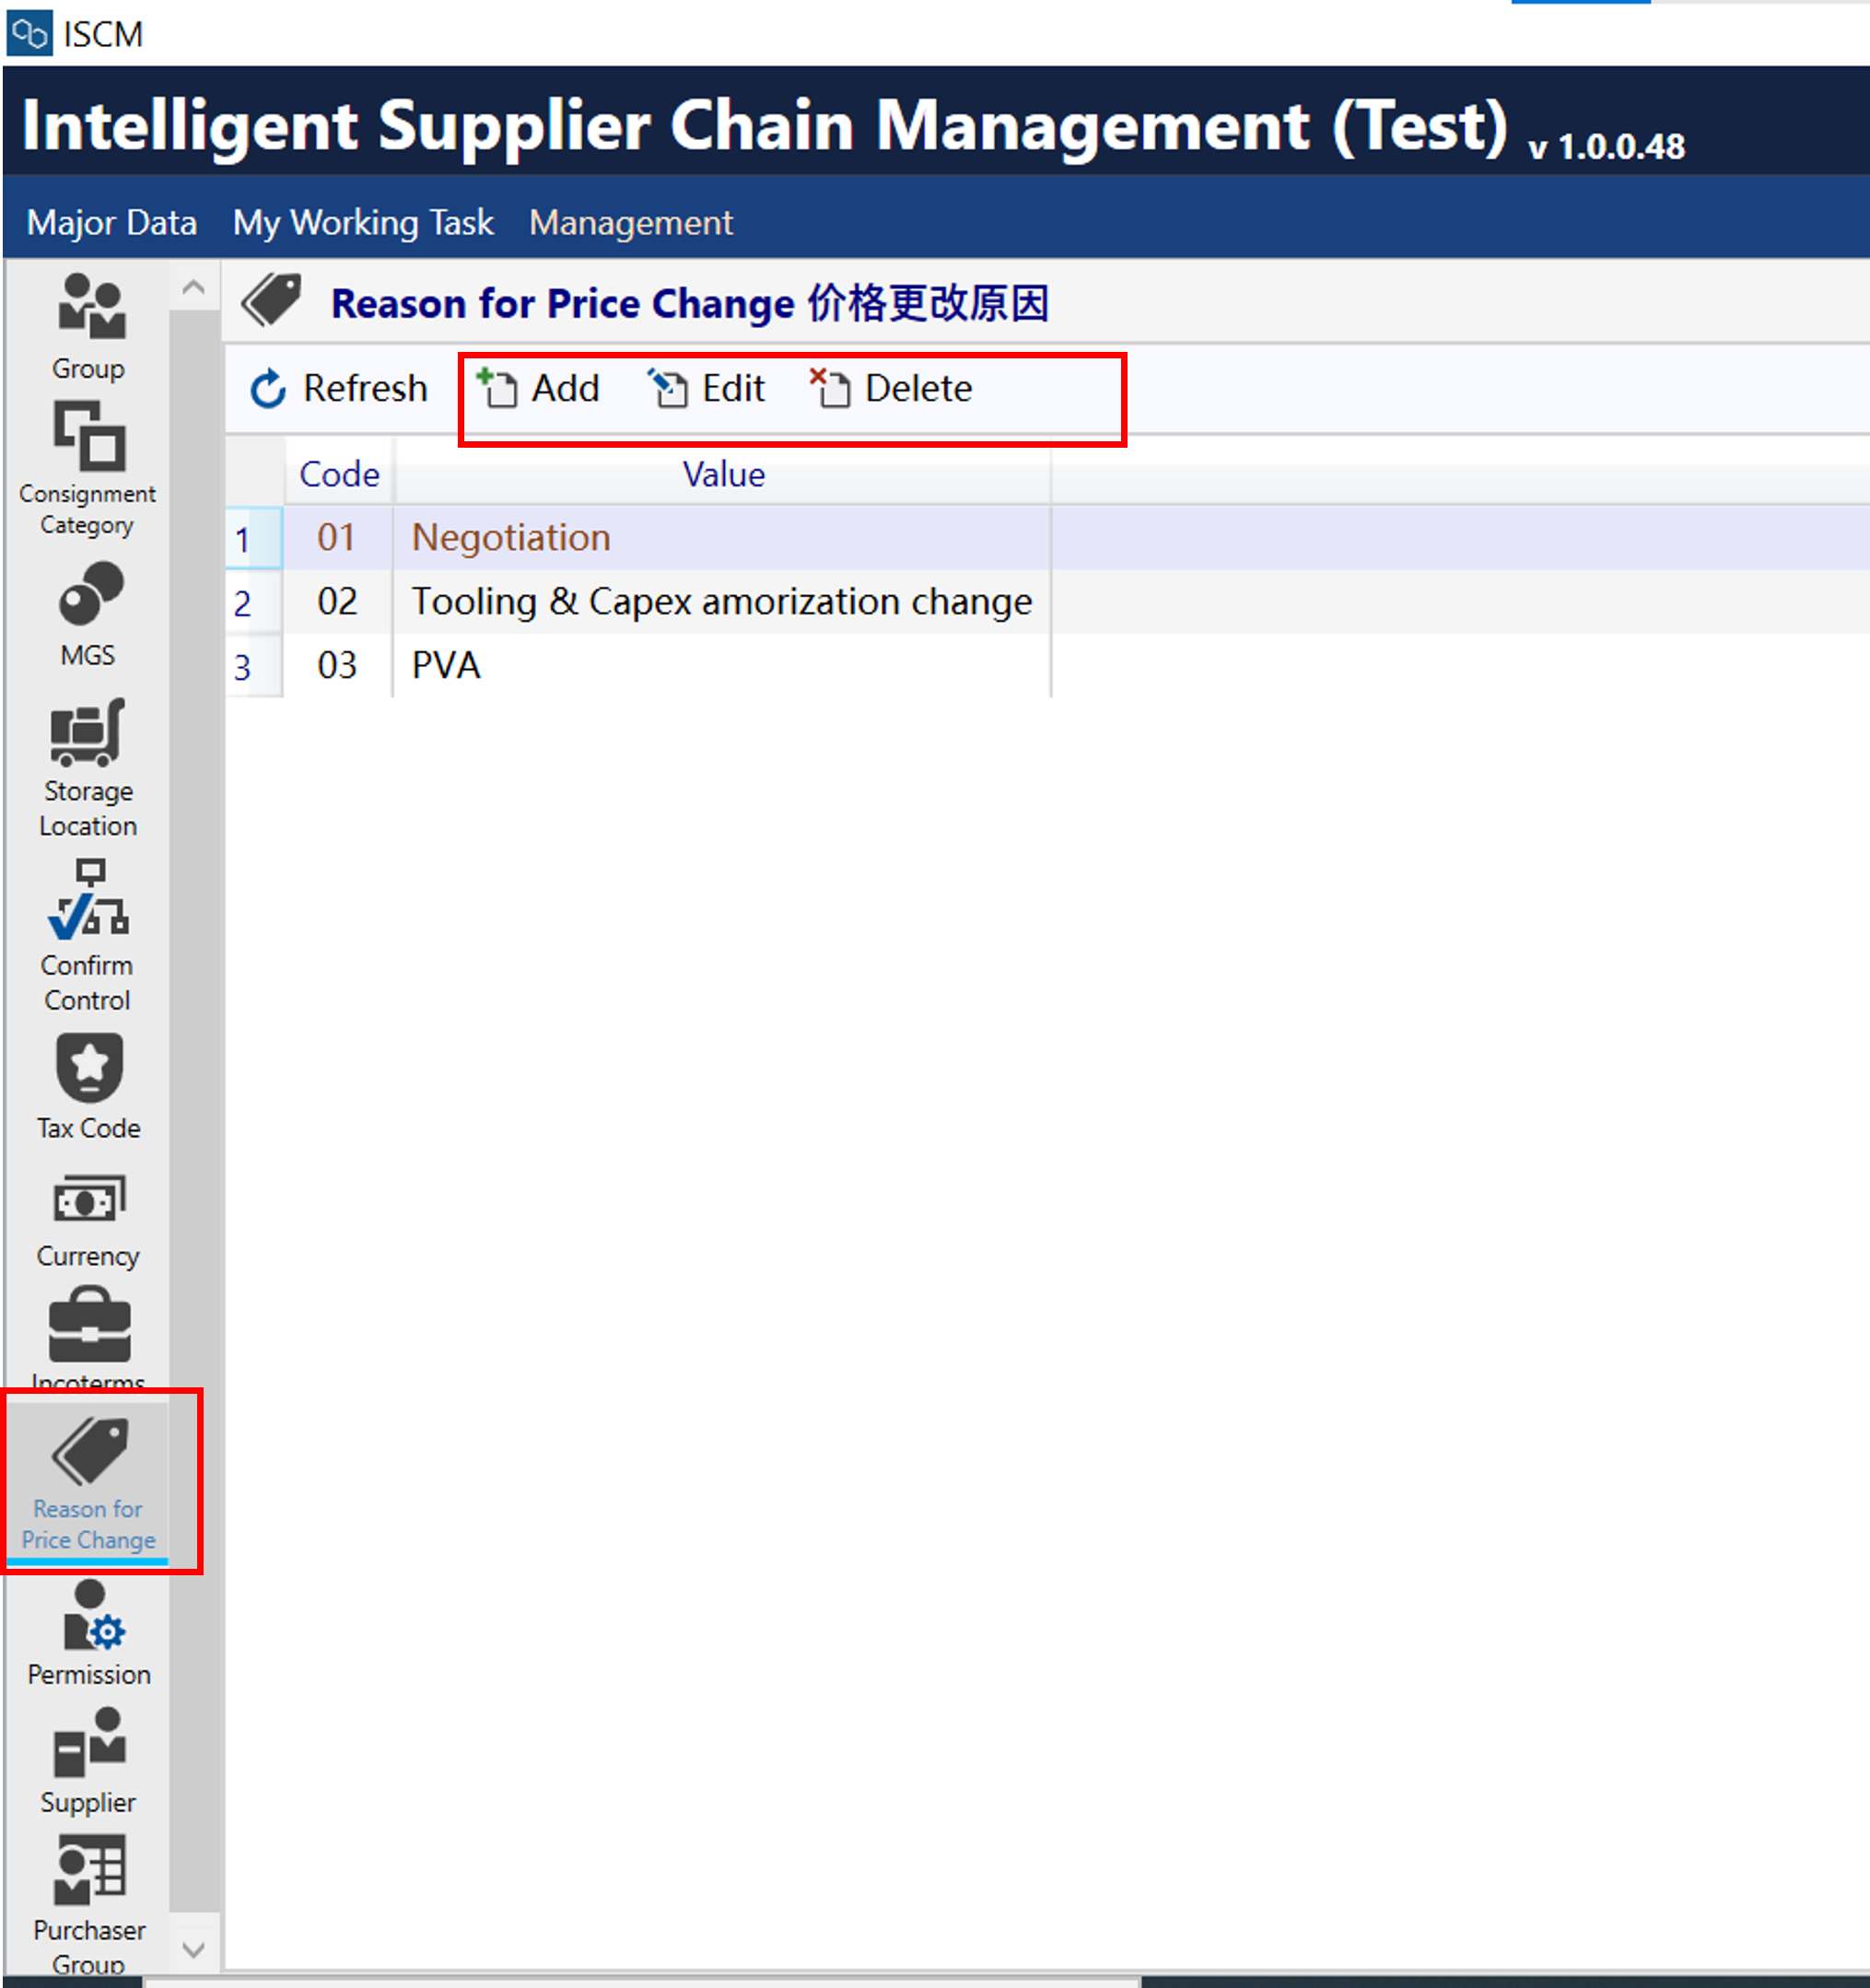 ISCM
Intelligent Supplier Chain Management (Test) v 1.0.0.48
Major Data My Working Task Management
Group
Consignment
Category
MGS
Storage
Location
Confirm
Control
Tax Code
Currency
Incoterms
Reason for
Price Change
Permission
Supplier
Purchaser
Group
Reason for Price Change 价格更改原因
Refresh Add Edit Delete
Code Value
1 01 Negotiation
2 02 Tooling & Capex amorization change
3 03 PVA